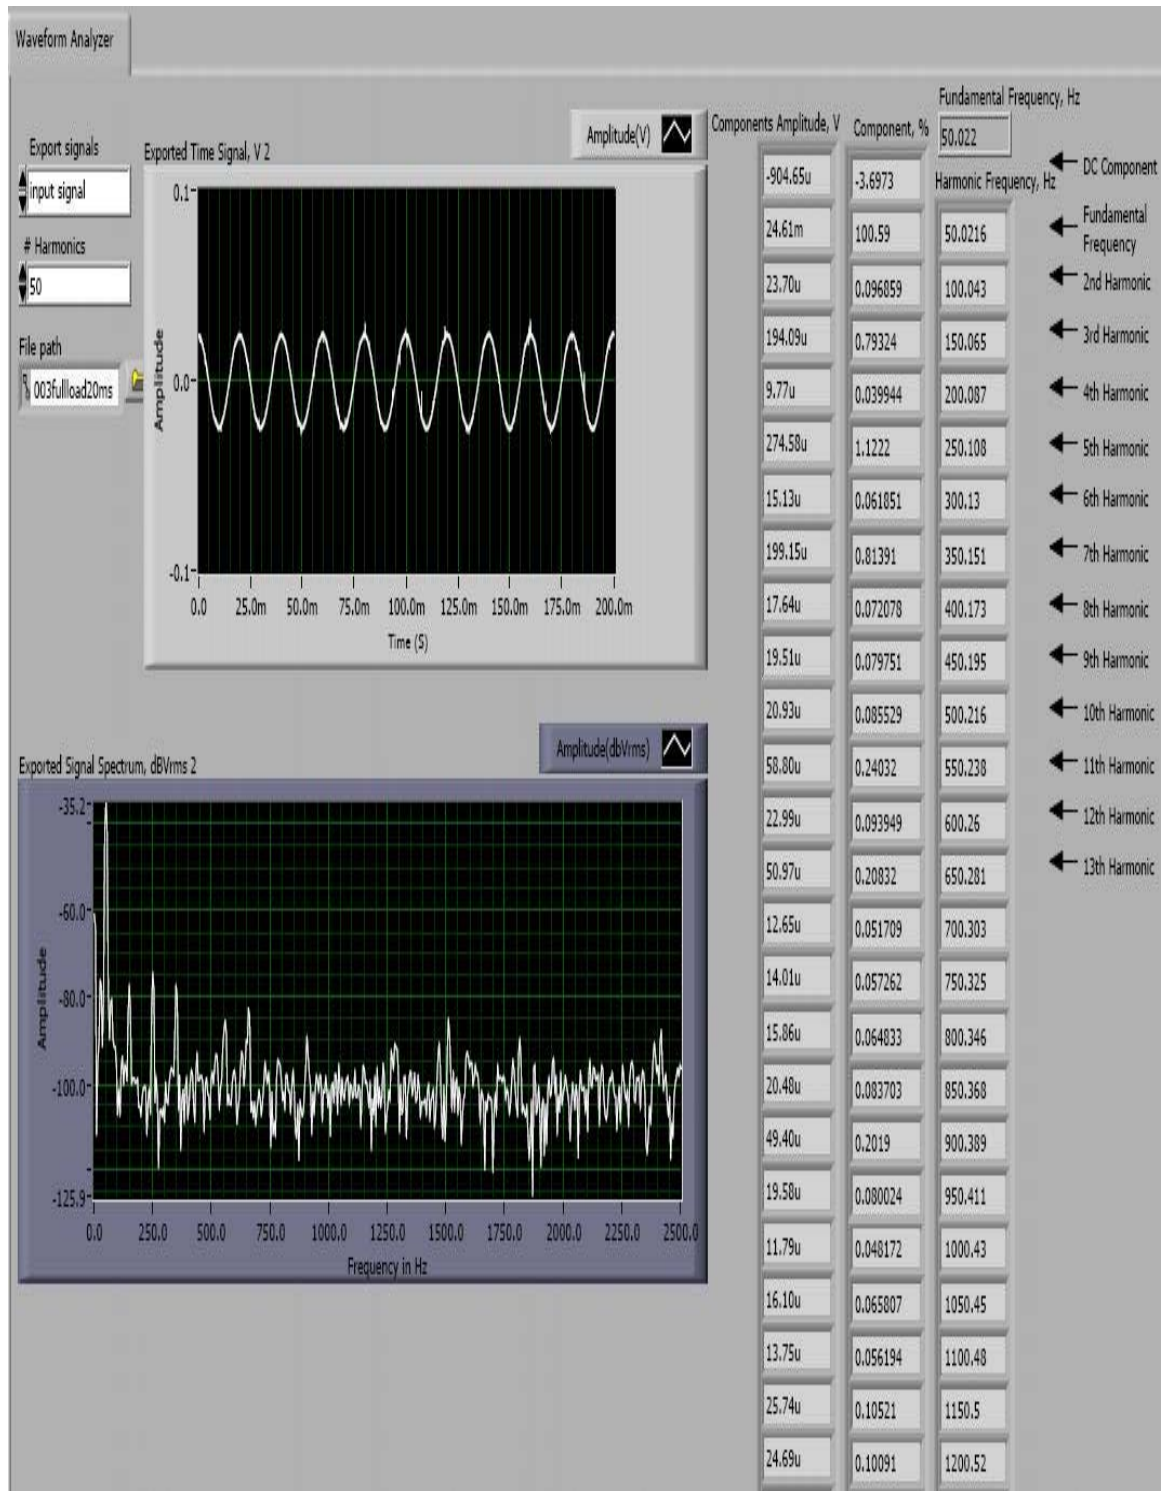 Waveform Analyzer
Export signals
input signal
# Harmonics
50
File path
003fullload20ms
Exported Time Signal, V 2
Amplitude(V)
0.1
0.0
-0.1
Amplitude
0.0 25.0m 50.0m 75.0m 100.0m 125.0m 150.0m 175.0m 200.0m
Time (S)
Exported Signal Spectrum, dBVrms 2
Amplitude(dbVrms)
-35.2
-60.0
-80.0
-100.0
-125.9
Amplitude
0.0 250.0 500.0 750.0 1000.0 1250.0 1500.0 1750.0 2000.0 2250.0 2500.0
Frequency in Hz
Fundamental Frequency, Hz
50.022
Components Amplitude, V Component, % Harmonic Frequency, Hz
-904.65u -3.6973 DC Component
24.61m 100.59 50.0216 Fundamental Frequency
23.70u 0.096859 100.043 2nd Harmonic
194.09u 0.79324 150.065 3rd Harmonic
9.77u 0.039944 200.087 4th Harmonic
274.58u 1.1222 250.108 5th Harmonic
15.13u 0.061851 300.13 6th Harmonic
199.15u 0.81391 350.151 7th Harmonic
17.64u 0.072078 400.173 8th Harmonic
19.51u 0.079751 450.195 9th Harmonic
20.93u 0.085529 500.216 10th Harmonic
58.80u 0.24032 550.238 11th Harmonic
22.99u 0.093949 600.26 12th Harmonic
50.97u 0.20832 650.281 13th Harmonic
12.65u 0.051709 700.303
14.01u 0.057262 750.325
15.86u 0.064833 800.346
20.48u 0.083703 850.368
49.40u 0.2019 900.389
19.58u 0.080024 950.411
11.79u 0.048172 1000.43
16.10u 0.065807 1050.45
13.75u 0.056194 1100.48
25.74u 0.10521 1150.5
24.69u 0.10091 1200.52